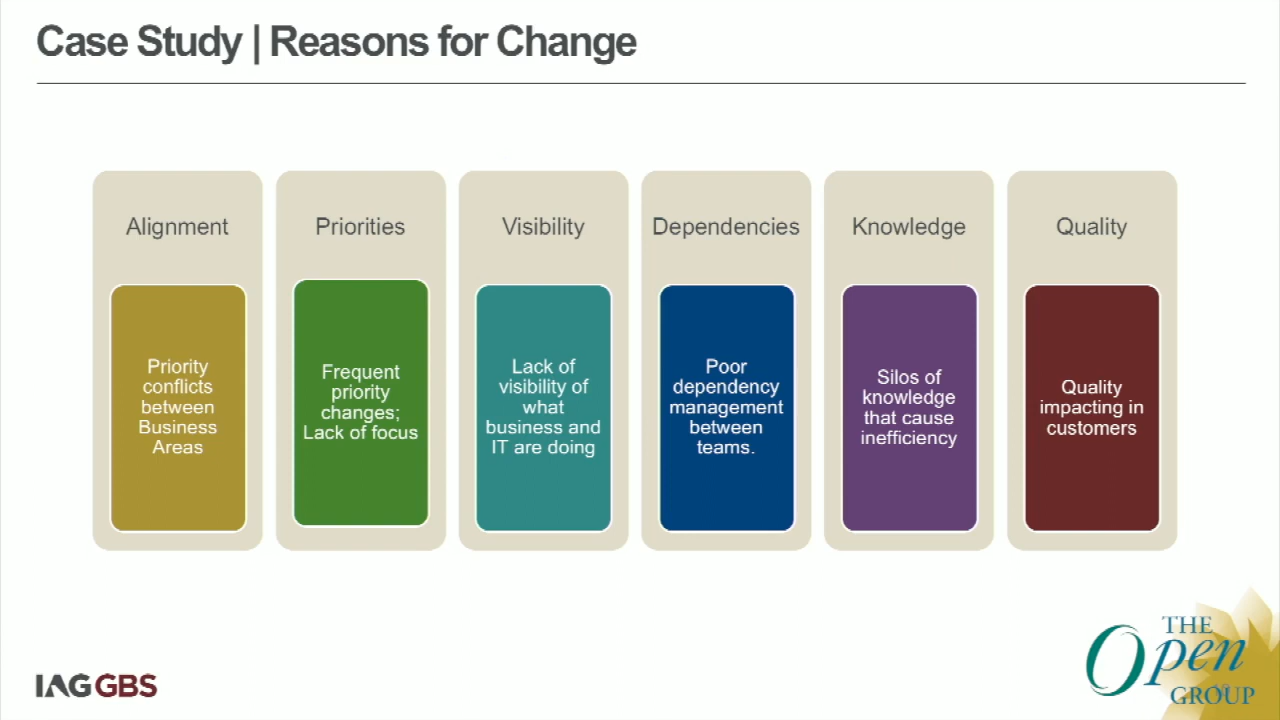 Case Study | Reasons for Change
Alignment
Priority
conflicts
between
Business
Areas
Priorities
Frequent
priority
changes;
Lack of focus
Visibility
Lack of
visibility of
what
business and
IT are doing
Dependencies
Poor
dependency
management
between
teams.
Knowledge
Silos of
knowledge
that cause
inefficiency
Quality
Quality
impacting in
customers
IAG GBS
THE
Open
GROUP